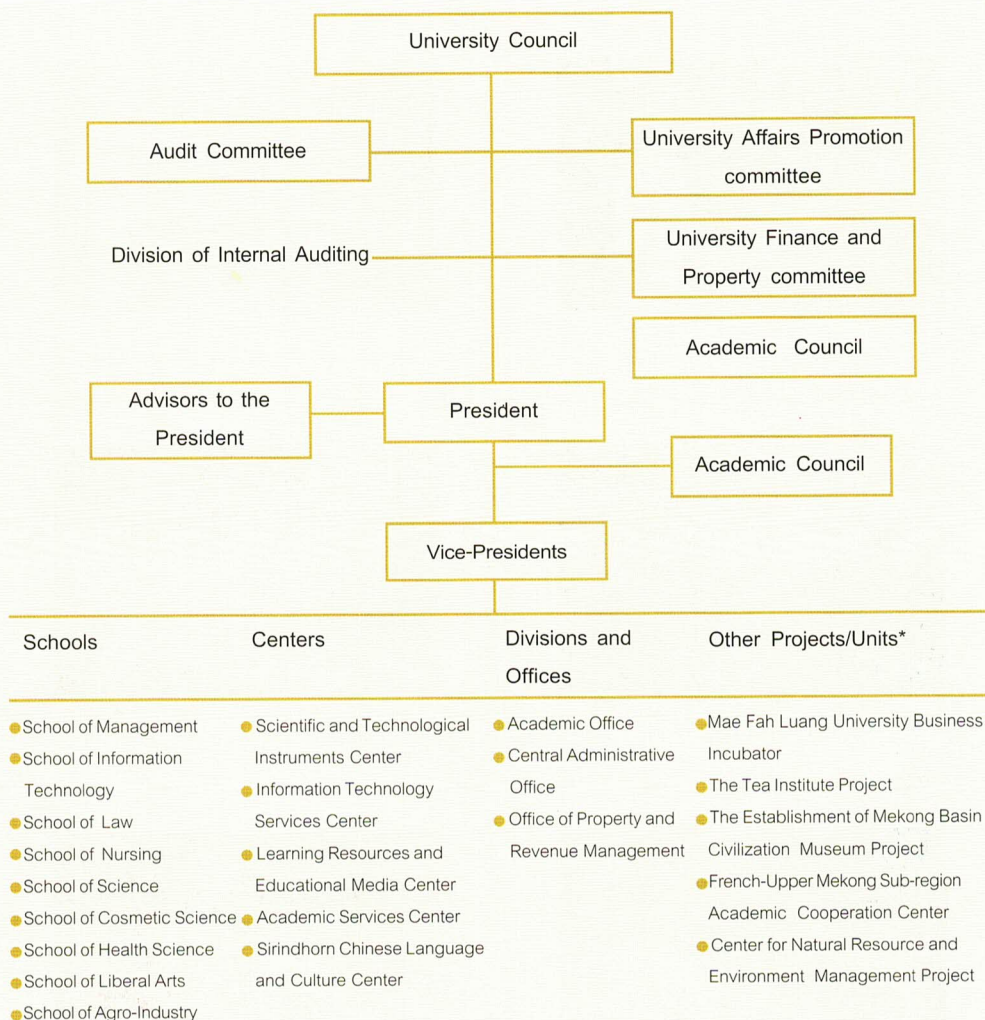 University Council
Audit Committee
University Affairs Promotion
committee
Division of Internal Auditing
University Finance and
Property committee
Academic Council
Advisors to the
President
President
Academic Council
Vice-Presidents
Schools
Centers
Divisions and
Offices
Other Projects/Units*
School of Management
School of Information
Technology
School of Law
School of Nursing
School of Science
School of Cosmetic Science
School of Health Science
School of Liberal Arts
School of Agro-Industry
Scientific and Technological
Instruments Center
Information Technology
Services Center
Learning Resources and
Educational Media Center
Academic Services Center
Sirindhorn Chinese Language
and Culture Center
Academic Office
Central Administrative
Office
Office of Property and
Revenue Management
Mae Fah Luang University Business
Incubator
The Tea Institute Project
The Establishment of Mekong Basin
Civilization Museum Project
French-Upper Mekong Sub-region
Academic Cooperation Center
Center for Natural Resource and
Environment Management Project